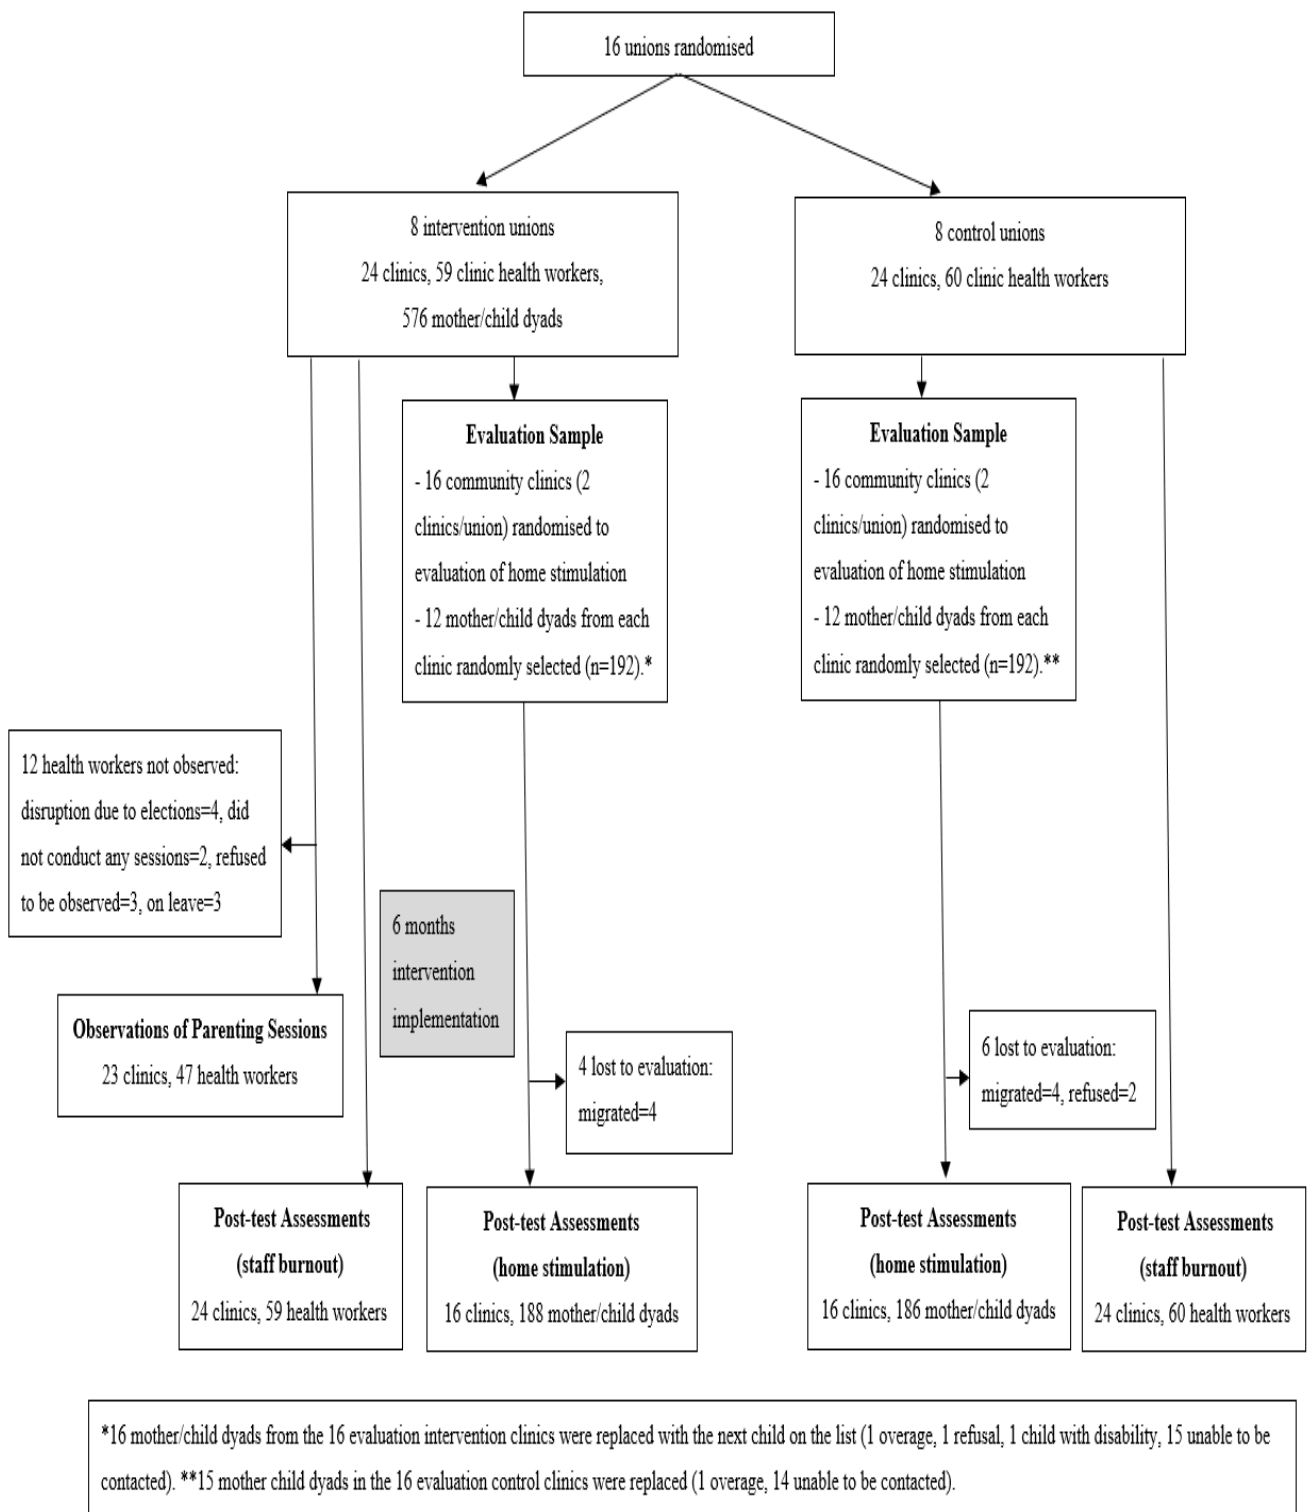 16 unions randomised
8 intervention unions
24 clinics, 59 clinic health workers,
576 mother/child dyads
8 control unions
24 clinics, 60 clinic health workers
Evaluation Sample
- 16 community clinics (2
clinics/union) randomised to
evaluation of home stimulation
- 12 mother/child dyads from each
clinic randomly selected (n=192).*
Evaluation Sample
- 16 community clinics (2
clinics/union) randomised to
evaluation of home stimulation
- 12 mother/child dyads from each
clinic randomly selected (n=192).**
12 health workers not observed:
disruption due to elections=4, did
not conduct any sessions=2, refused
to be observed=3, on leave=3
6 months
intervention
implementation
Observations of Parenting Sessions
23 clinics, 47 health workers
4 lost to evaluation:
migrated=4
6 lost to evaluation:
migrated=4, refused=2
Post-test Assessments
(staff burnout)
24 clinics, 59 health workers
Post-test Assessments
(home stimulation)
16 clinics, 188 mother/child dyads
Post-test Assessments
(home stimulation)
16 clinics, 186 mother/child dyads
Post-test Assessments
(staff burnout)
24 clinics, 60 health workers
*16 mother/child dyads from the 16 evaluation intervention clinics were replaced with the next child on the list (1 overage, 1 refusal, 1 child with disability, 15 unable to be
contacted). **15 mother child dyads in the 16 evaluation control clinics were replaced (1 overage, 14 unable to be contacted).